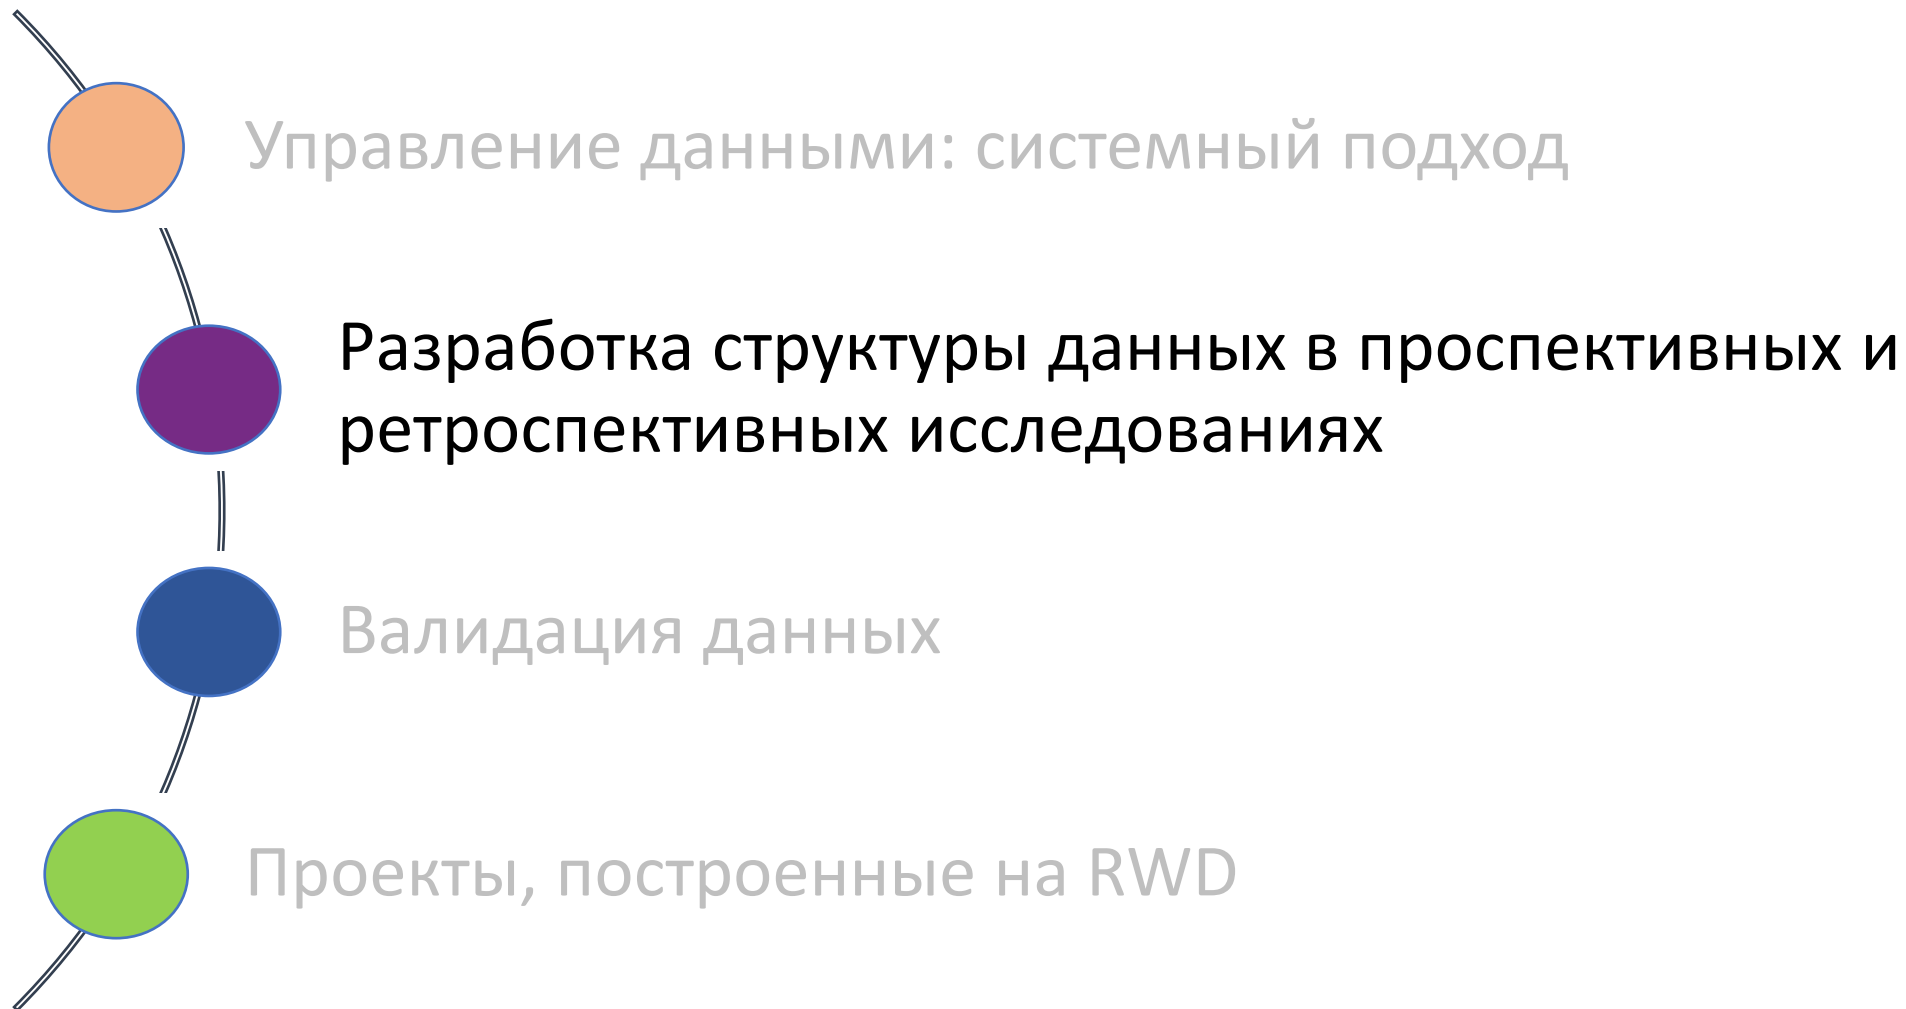 Управление данными: системный подход
Разработка структуры данных в проспективных и
ретроспективных исследованиях
Валидация данных
Проекты, построенные на RWD